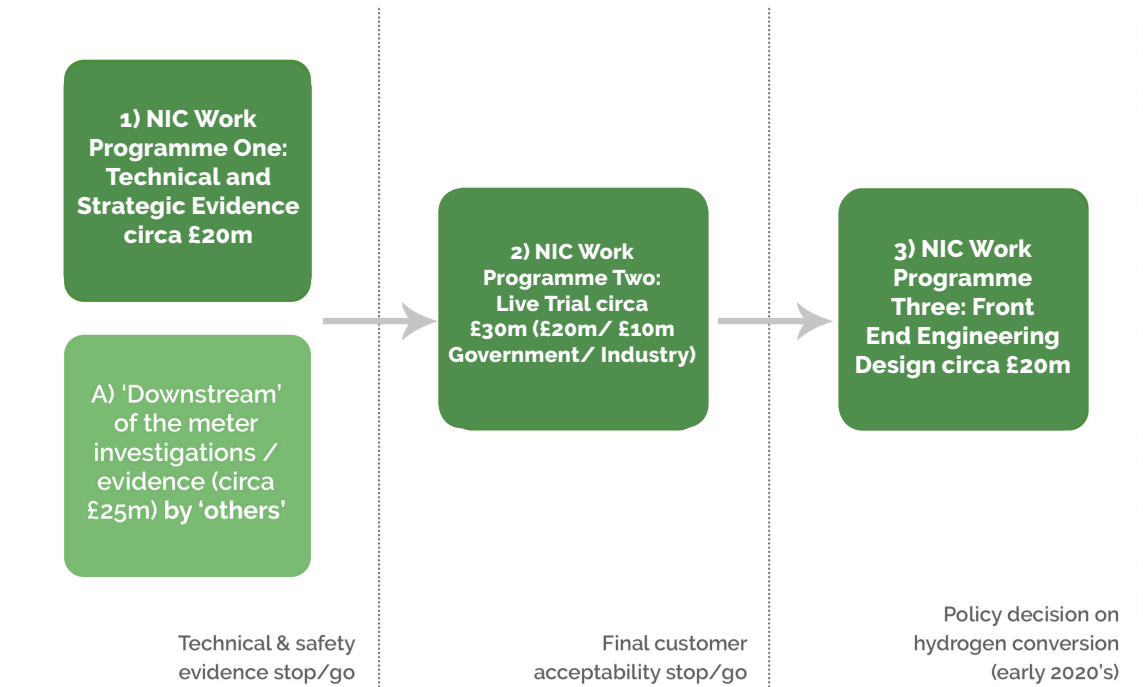 1) NIC Work
Programme One:
Technical and
Strategic Evidence
circa £20m
A) ‘Downstream’
of the meter
investigations /
evidence (circa
£25m) by ‘others’
2) NIC Work
Programme Two:
Live Trial circa
£30m (£20m/ £10m
Government/ Industry)
3) NIC Work
Programme
Three: Front
End Engineering
Design circa £20m
Technical & safety
evidence stop/go
Final customer
acceptability stop/go
Policy decision on
hydrogen conversion
(early 2020’s)